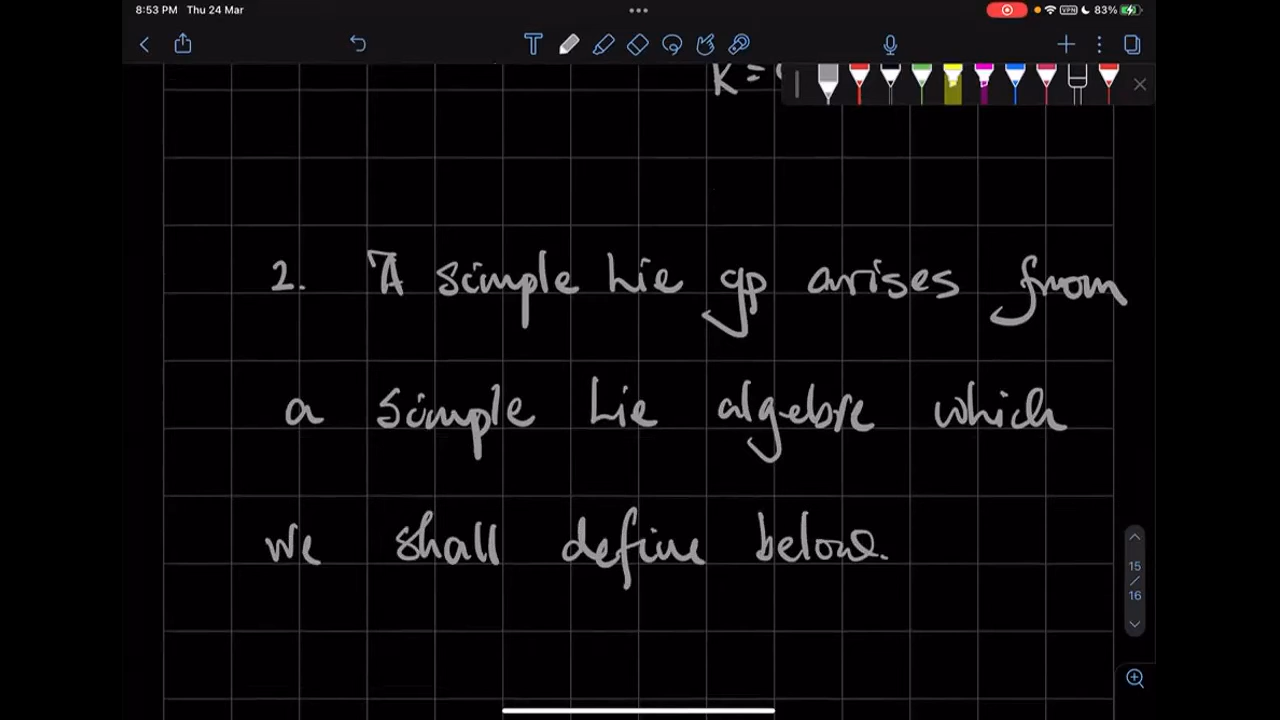 8:53 PM Thu 24 Mar
VPN 83%
T
K =
2. A simple Lie gp arises from
a simple Lie algebra which
we shall define below.
15
/
16